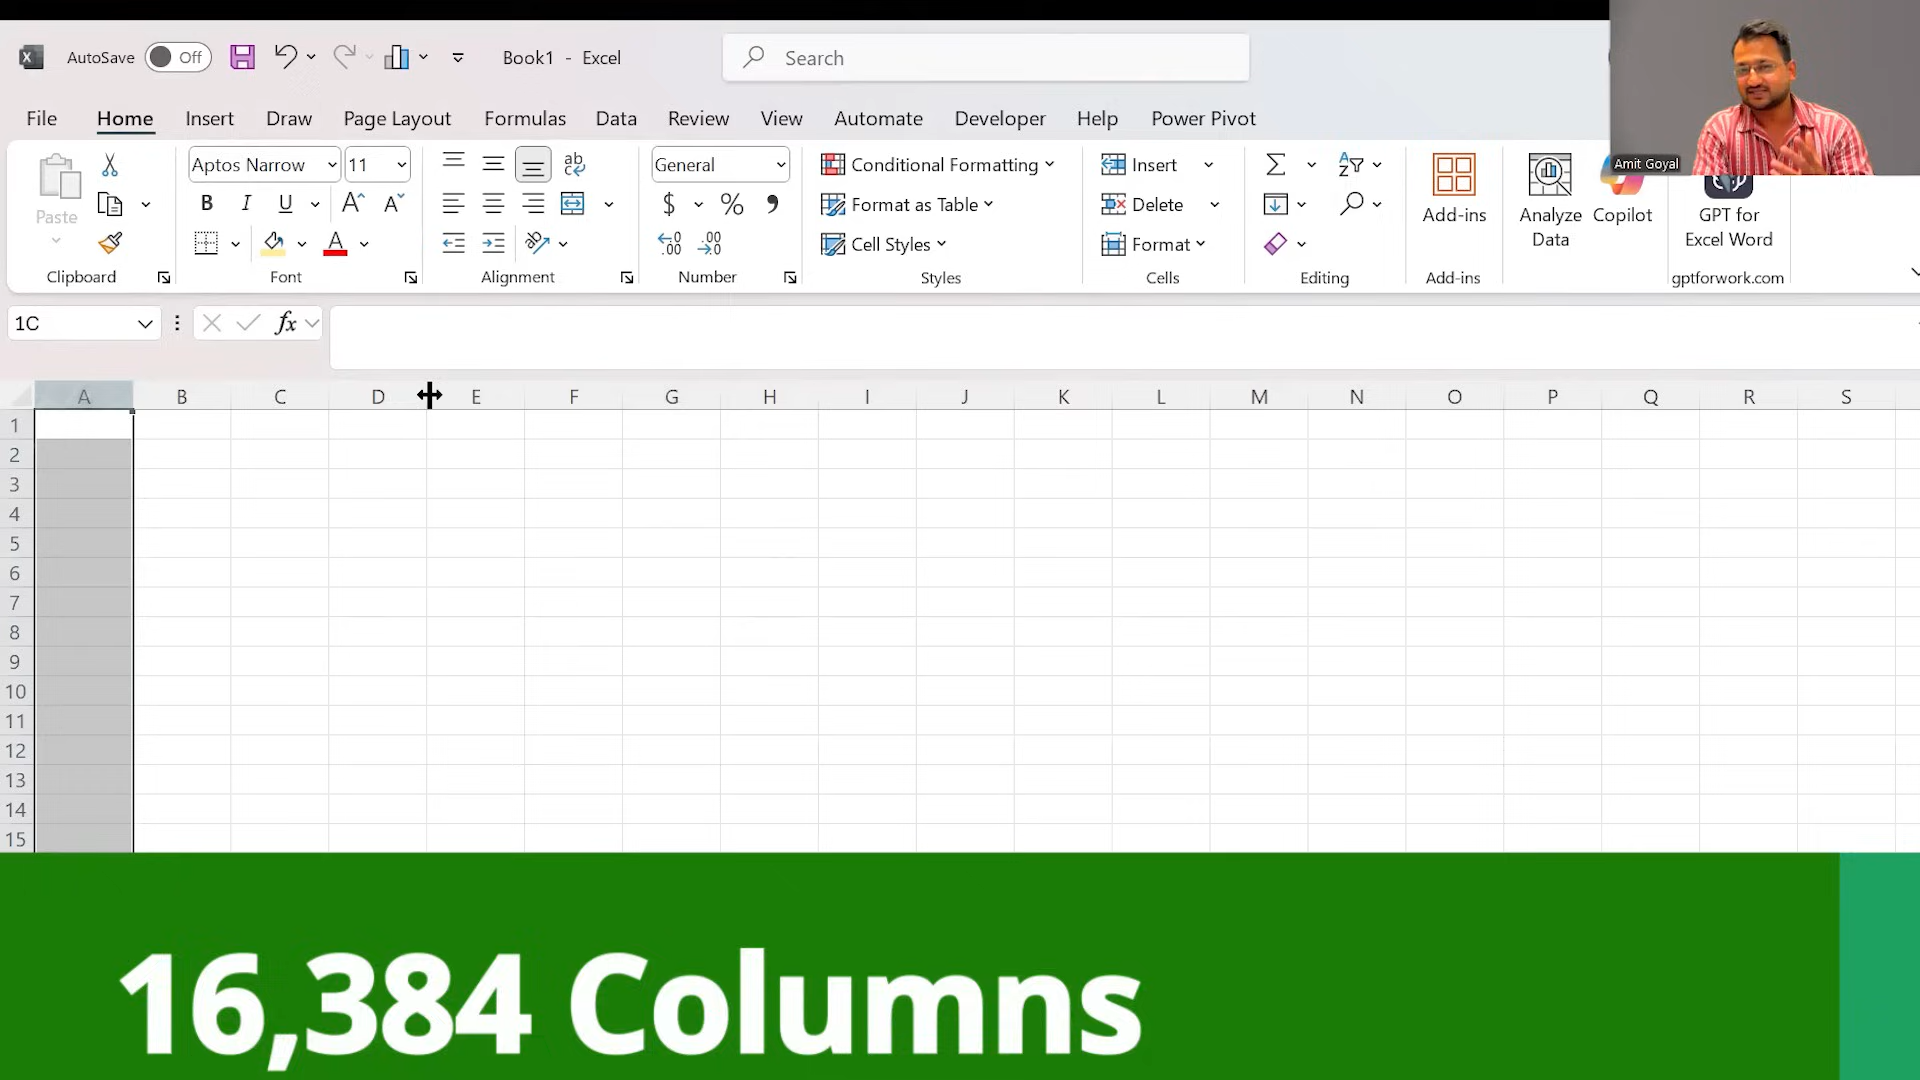 AutoSave Off Book1 - Excel Search
File Home Insert Draw Page Layout Formulas Data Review View Automate Developer Help Power Pivot
Amit Goyal
Paste
Clipboard
Aptos Narrow 11
B I U A A
A
Font
ab
Alignment
General
$ % ,
.00
.00
Number
Conditional Formatting
Format as Table
Cell Styles
Styles
Insert
Delete
Format
Cells
Editing
Add-ins
Add-ins
Analyze
Data
Copilot
GPT for
Excel Word
gptforwork.com
1C fx
A B C D E F G H I J K L M N O P Q R S
1
2
3
4
5
6
7
8
9
10
11
12
13
14
15
16,384 Columns